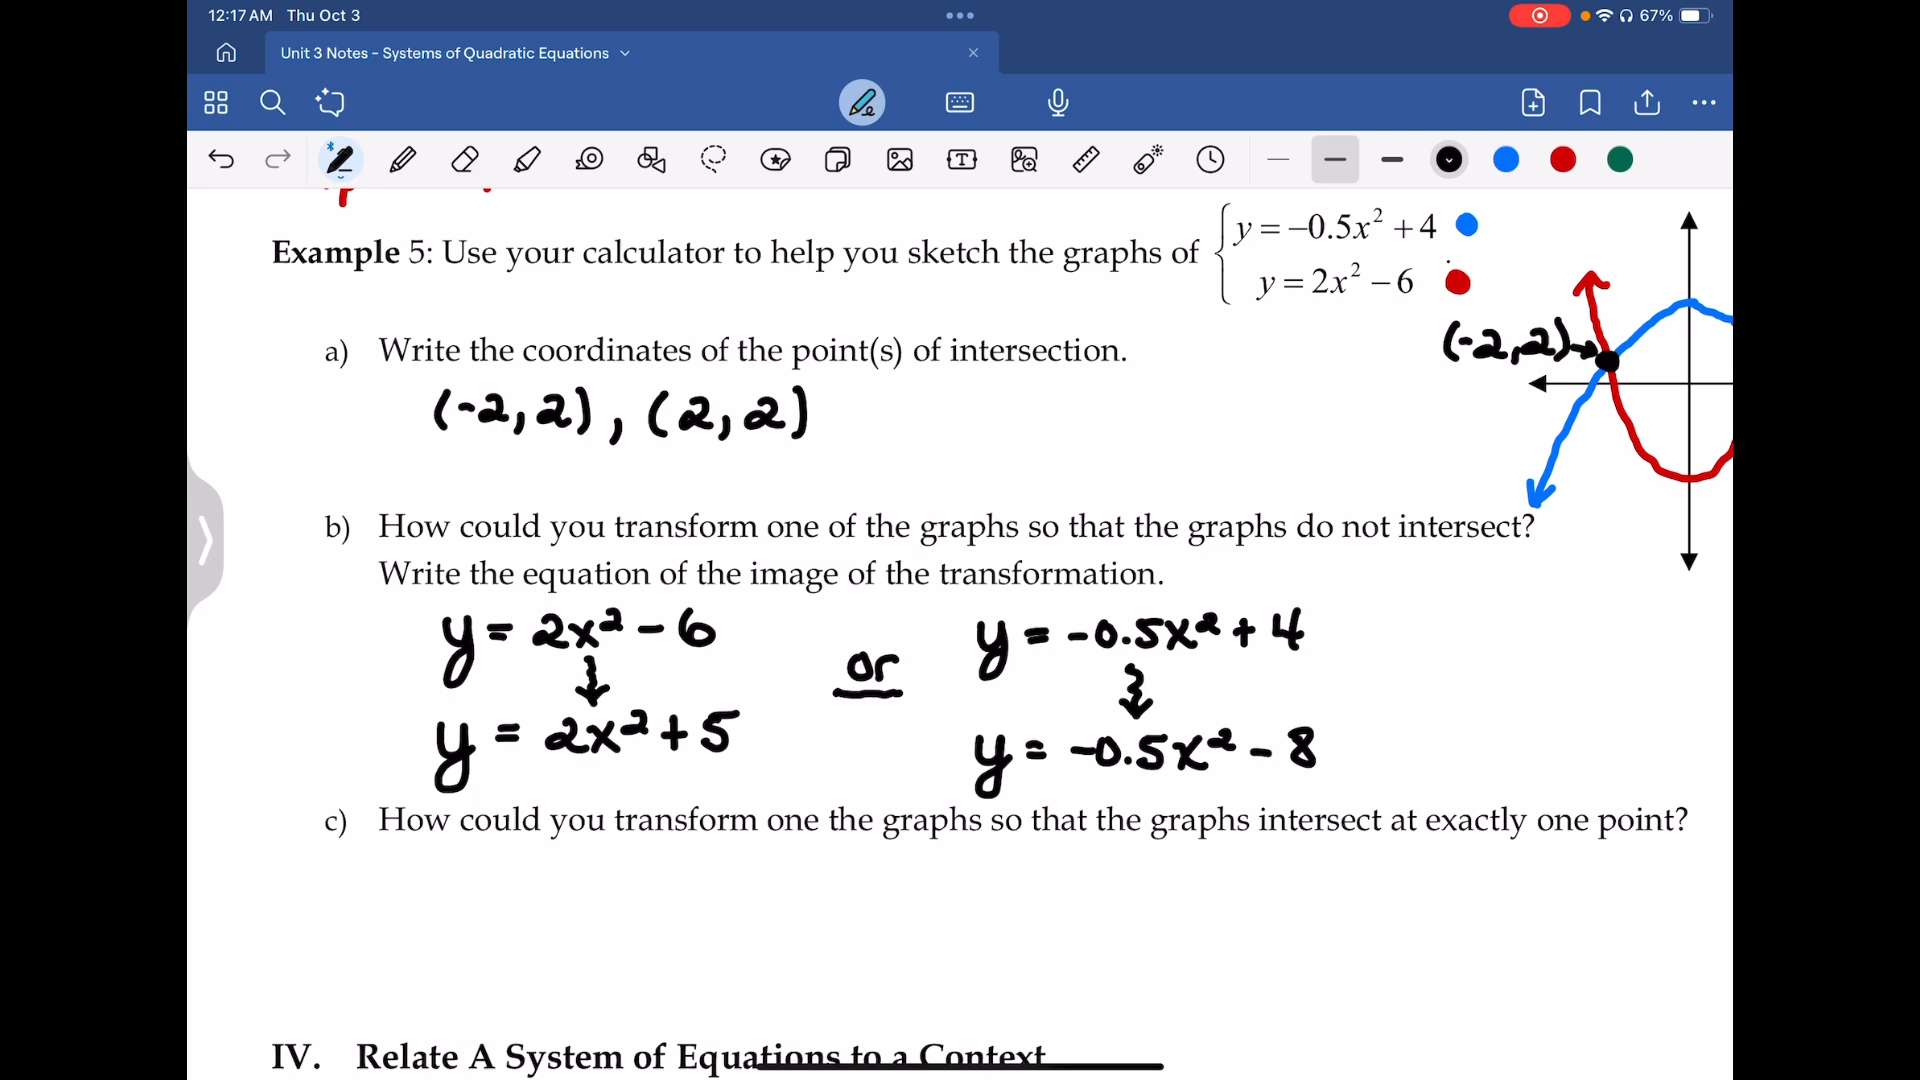 12:17 AM Thu Oct 3
67%
Unit 3 Notes - Systems of Quadratic Equations
Example 5: Use your calculator to help you sketch the graphs of
y = −0.5x² + 4
y = 2x² − 6
(-2,2)
a) Write the coordinates of the point(s) of intersection.
(-2,2), (2,2)
b) How could you transform one of the graphs so that the graphs do not intersect?
Write the equation of the image of the transformation.
y = 2x² - 6
or
y = -0.5x² + 4
y = 2x² + 5
y = -0.5x² - 8
c) How could you transform one the graphs so that the graphs intersect at exactly one point?
IV. Relate A System of Equations to a Context